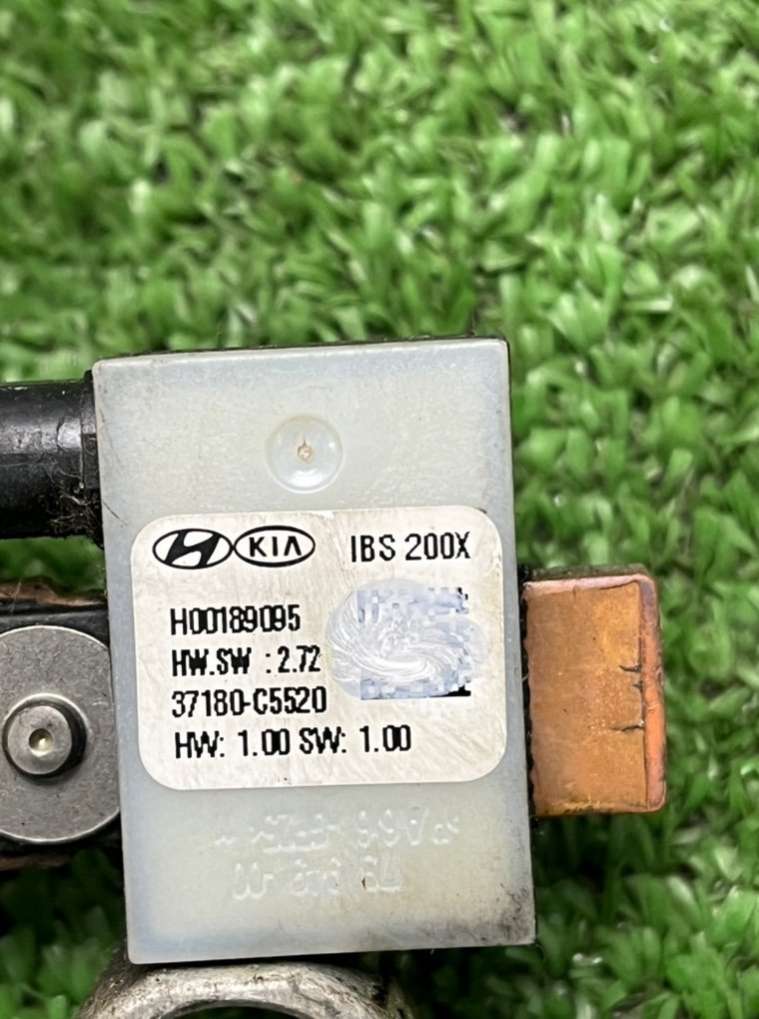 KIA IBS 200X
H00189095
HW.SW : 2.72
37180-C5520
HW: 1.00 SW: 1.00